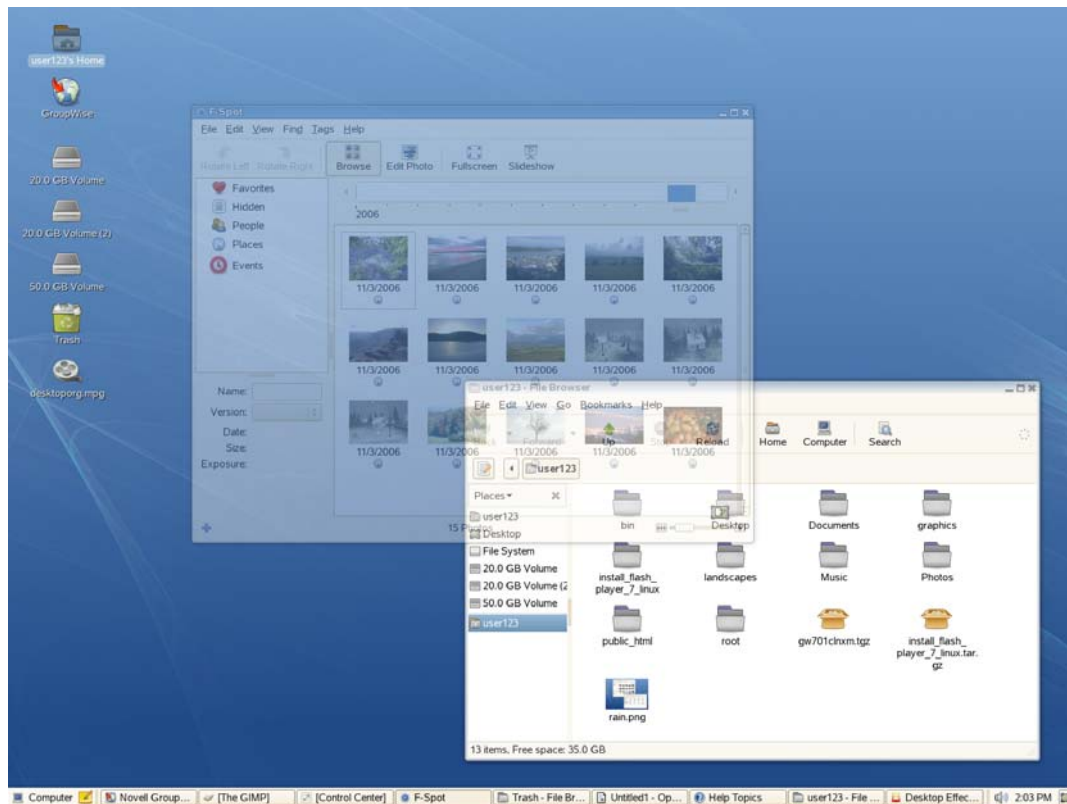 user123's Home
GroupWise
20.0 GB Volume
20.0 GB Volume (2)
50.0 GB Volume
Trash
desktoporg.mpg
F-Spot
File Edit View Find Tags Help
Rotate Left Rotate Right Browse Edit Photo Fullscreen Slideshow
Favorites
Hidden
People
Places
Events
2006
11/3/2006 11/3/2006 11/3/2006 11/3/2006 11/3/2006
11/3/2006 11/3/2006 11/3/2006 11/3/2006 11/3/2006
11/3/2006 11/3/2006 11/3/2006 11/3/2006 11/3/2006
Name:
Version:
Date:
Size:
Exposure:
15 Photos
user123 - File Browser
File Edit View Go Bookmarks Help
Back Forward Up Stop Reload Home Computer Search
user123
Places
user123
Desktop
File System
20.0 GB Volume
20.0 GB Volume (2
50.0 GB Volume
user123
bin Desktop Documents graphics
install_flash_
player_7_linux
landscapes Music Photos
public_html root gw701clnxm.tgz
install_flash_
player_7_linux.tar.
gz
rain.png
13 items, Free space: 35.0 GB
Computer Novell Group... [The GIMP] [Control Center] F-Spot Trash - File Br... Untitled1 - Op... Help Topics user123 - File ... Desktop Effec... 2:03 PM